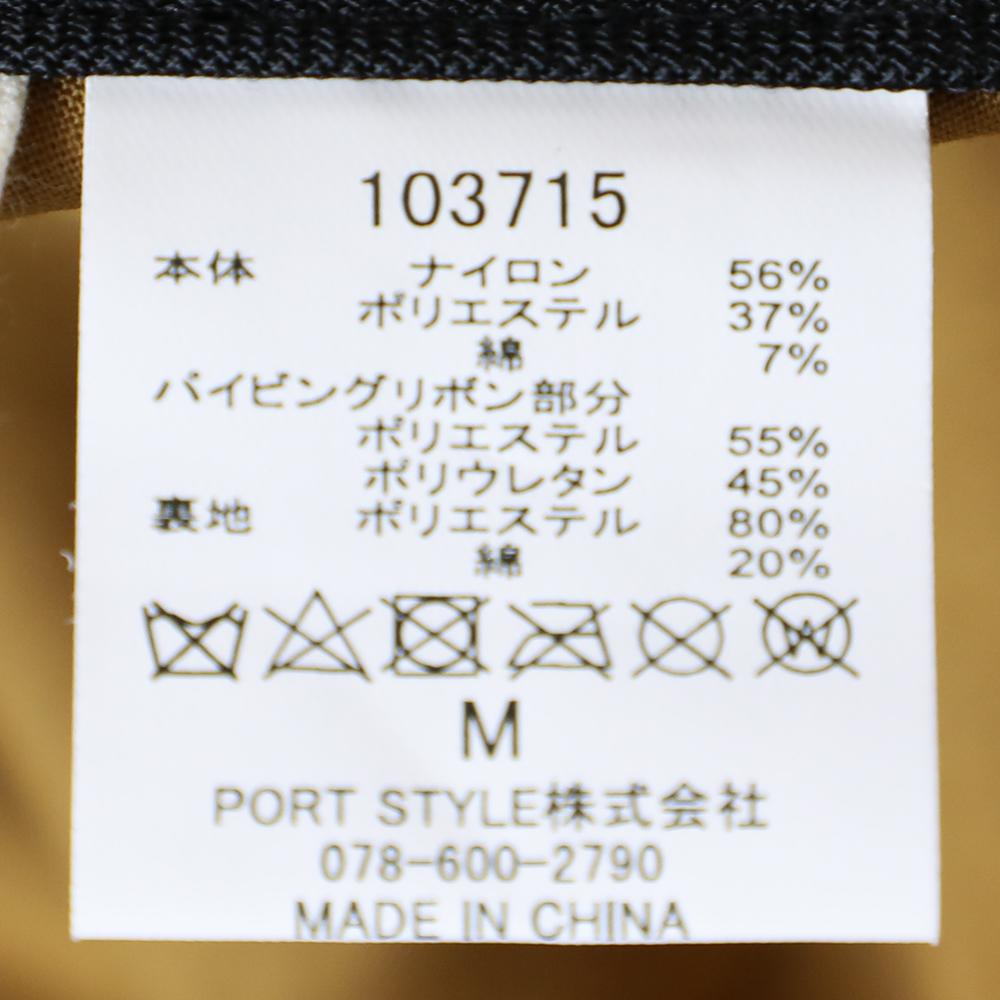 103715
本体 ナイロン 56%
ポリエステル 37%
綿 7%
パイピングリボン部分
ポリエステル 55%
ポリウレタン 45%
裏地 ポリエステル 80%
綿 20%
W
M
PORT STYLE株式会社
078-600-2790
MADE IN CHINA